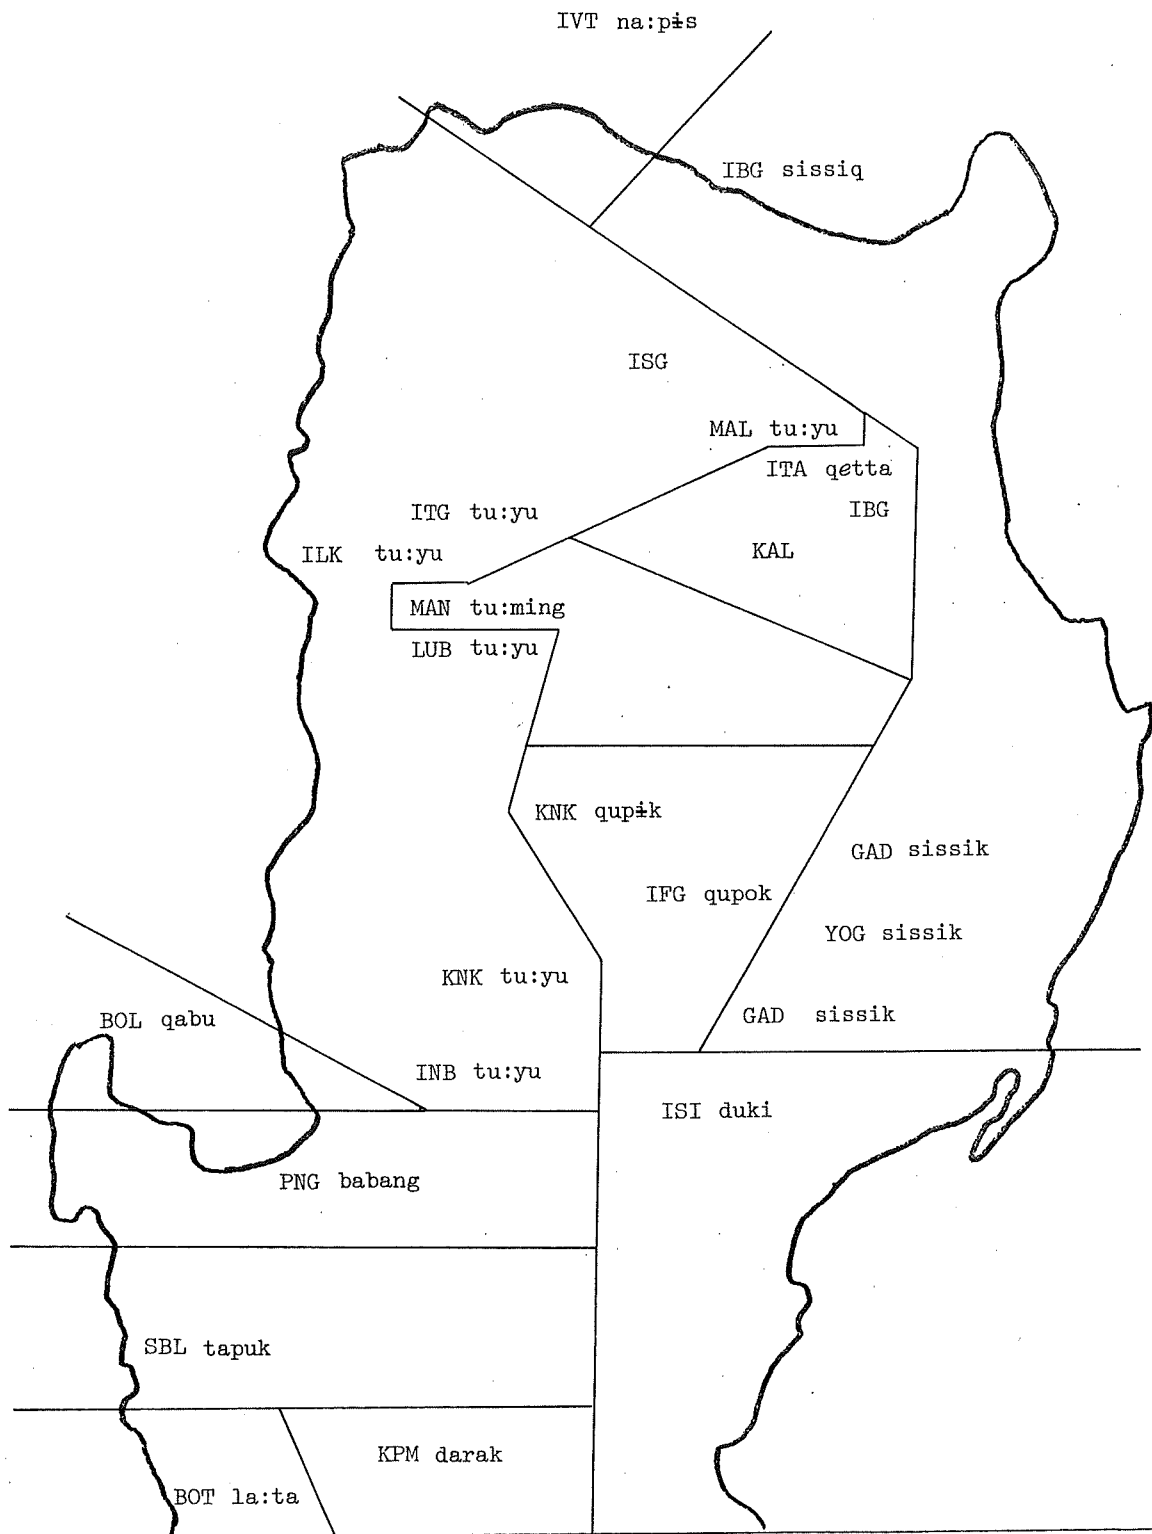 IVT na:pɨs
IBG sissiq
ISG
MAL tu:yu
ITA qetta
ITG tu:yu
IBG
ILK tu:yu
KAL
MAN tu:ming
LUB tu:yu
KNK qupɨk
GAD sissik
IFG qupok
YOG sissik
KNK tu:yu
BOL qabu
GAD sissik
INB tu:yu
ISI duki
PNG babang
SBL tapuk
KPM darak
BOT la:ta